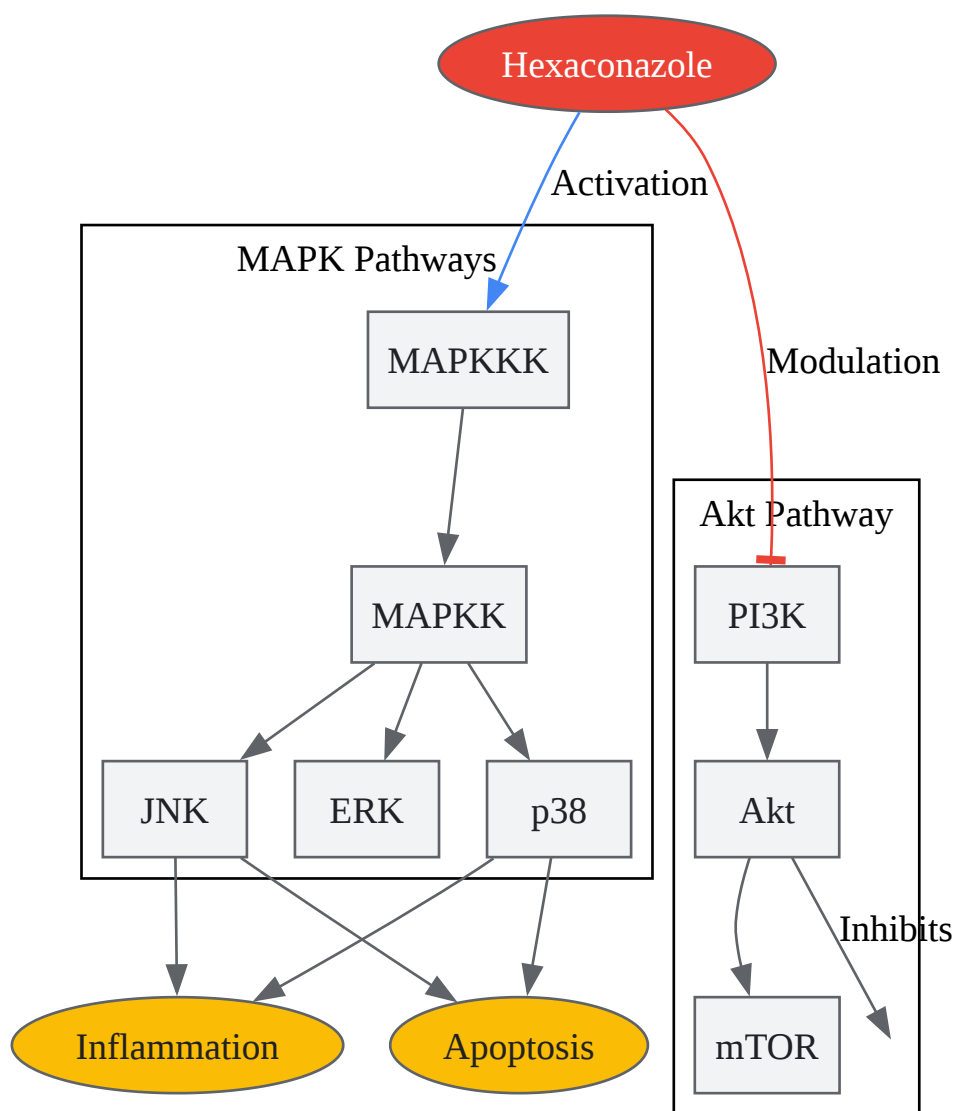 Hexaconazole
Activation
MAPK Pathways
MAPKKK
Modulation
Akt Pathway
MAPKK
PI3K
JNK
ERK
p38
Akt
Inhibits
Inflammation
Apoptosis
mTOR